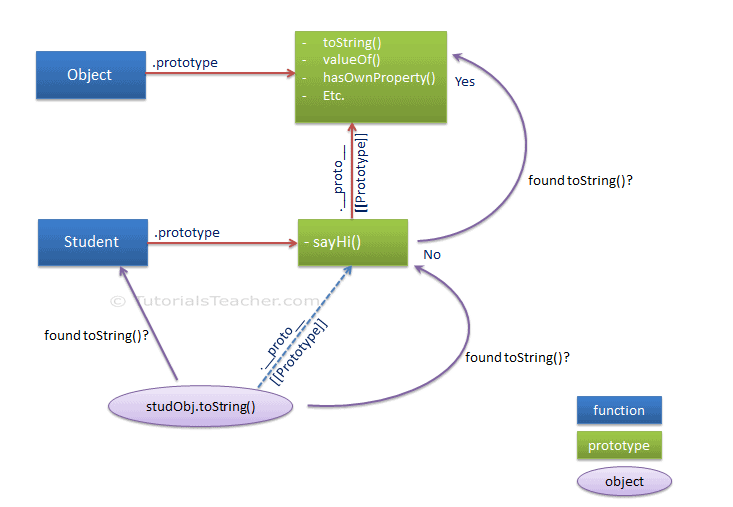 Object
.prototype
- toString()
- valueOf()
- hasOwnProperty()
- Etc.
Yes
.__proto__
[[Prototype]]
found toString()?
Student
.prototype
- sayHi()
No
© TutorialsTeacher.com
found toString()?
.__proto__
[[Prototype]]
found toString()?
studObj.toString()
function
prototype
object